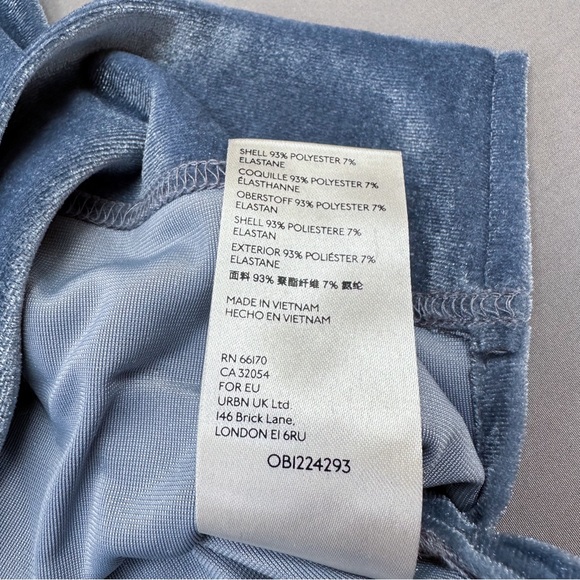 SHELL 93% POLYESTER 7%
ELASTANE
COQUILLE 93% POLYESTER 7%
ÉLASTHANNE
OBERSTOFF 93% POLYESTER 7%
ELASTAN
SHELL 93% POLIESTERE 7%
ELASTAN
EXTERIOR 93% POLIÉSTER 7%
ELASTANE
面料 93% 聚酯纤维 7% 氨纶
MADE IN VIETNAM
HECHO EN VIETNAM
RN 66170
CA 32054
FOR EU
URBN UK Ltd.
146 Brick Lane,
LONDON E1 6RU
OB1224293